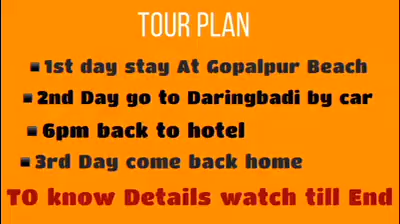 TOUR PLAN
▪1st day stay At Gopalpur Beach
▪2nd Day go to Daringbadi by car
▪6pm back to hotel
▪3rd Day come back home
TO know Details watch till End